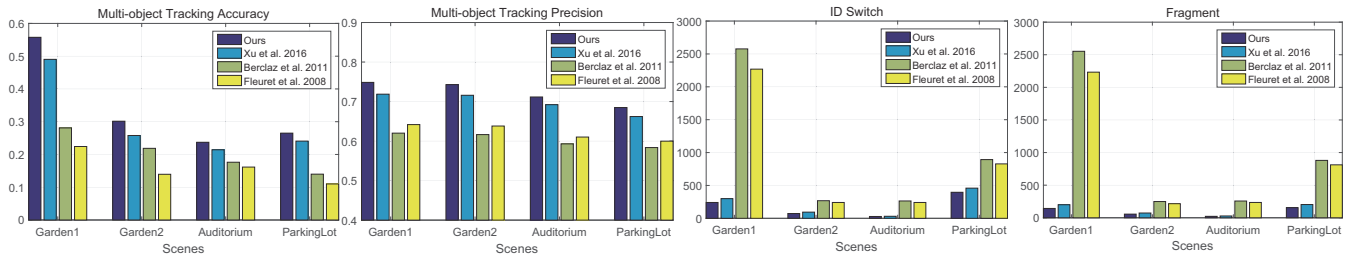 Multi-object Tracking Accuracy
0.6
0.5
0.4
0.3
0.2
0.1
0
Ours
Xu et al. 2016
Berclaz et al. 2011
Fleuret et al. 2008
Garden1 Garden2 Auditorium ParkingLot
Scenes
Multi-object Tracking Precision
0.9
0.8
0.7
0.6
0.5
0.4
Ours
Xu et al. 2016
Berclaz et al. 2011
Fleuret et al. 2008
Garden1 Garden2 Auditorium ParkingLot
Scenes
ID Switch
3000
2500
2000
1500
1000
500
0
Ours
Xu et al. 2016
Berclaz et al. 2011
Fleuret et al. 2008
Garden1 Garden2 Auditorium ParkingLot
Scenes
Fragment
3000
2500
2000
1500
1000
500
0
Ours
Xu et al. 2016
Berclaz et al. 2011
Fleuret et al. 2008
Garden1 Garden2 Auditorium ParkingLot
Scenes